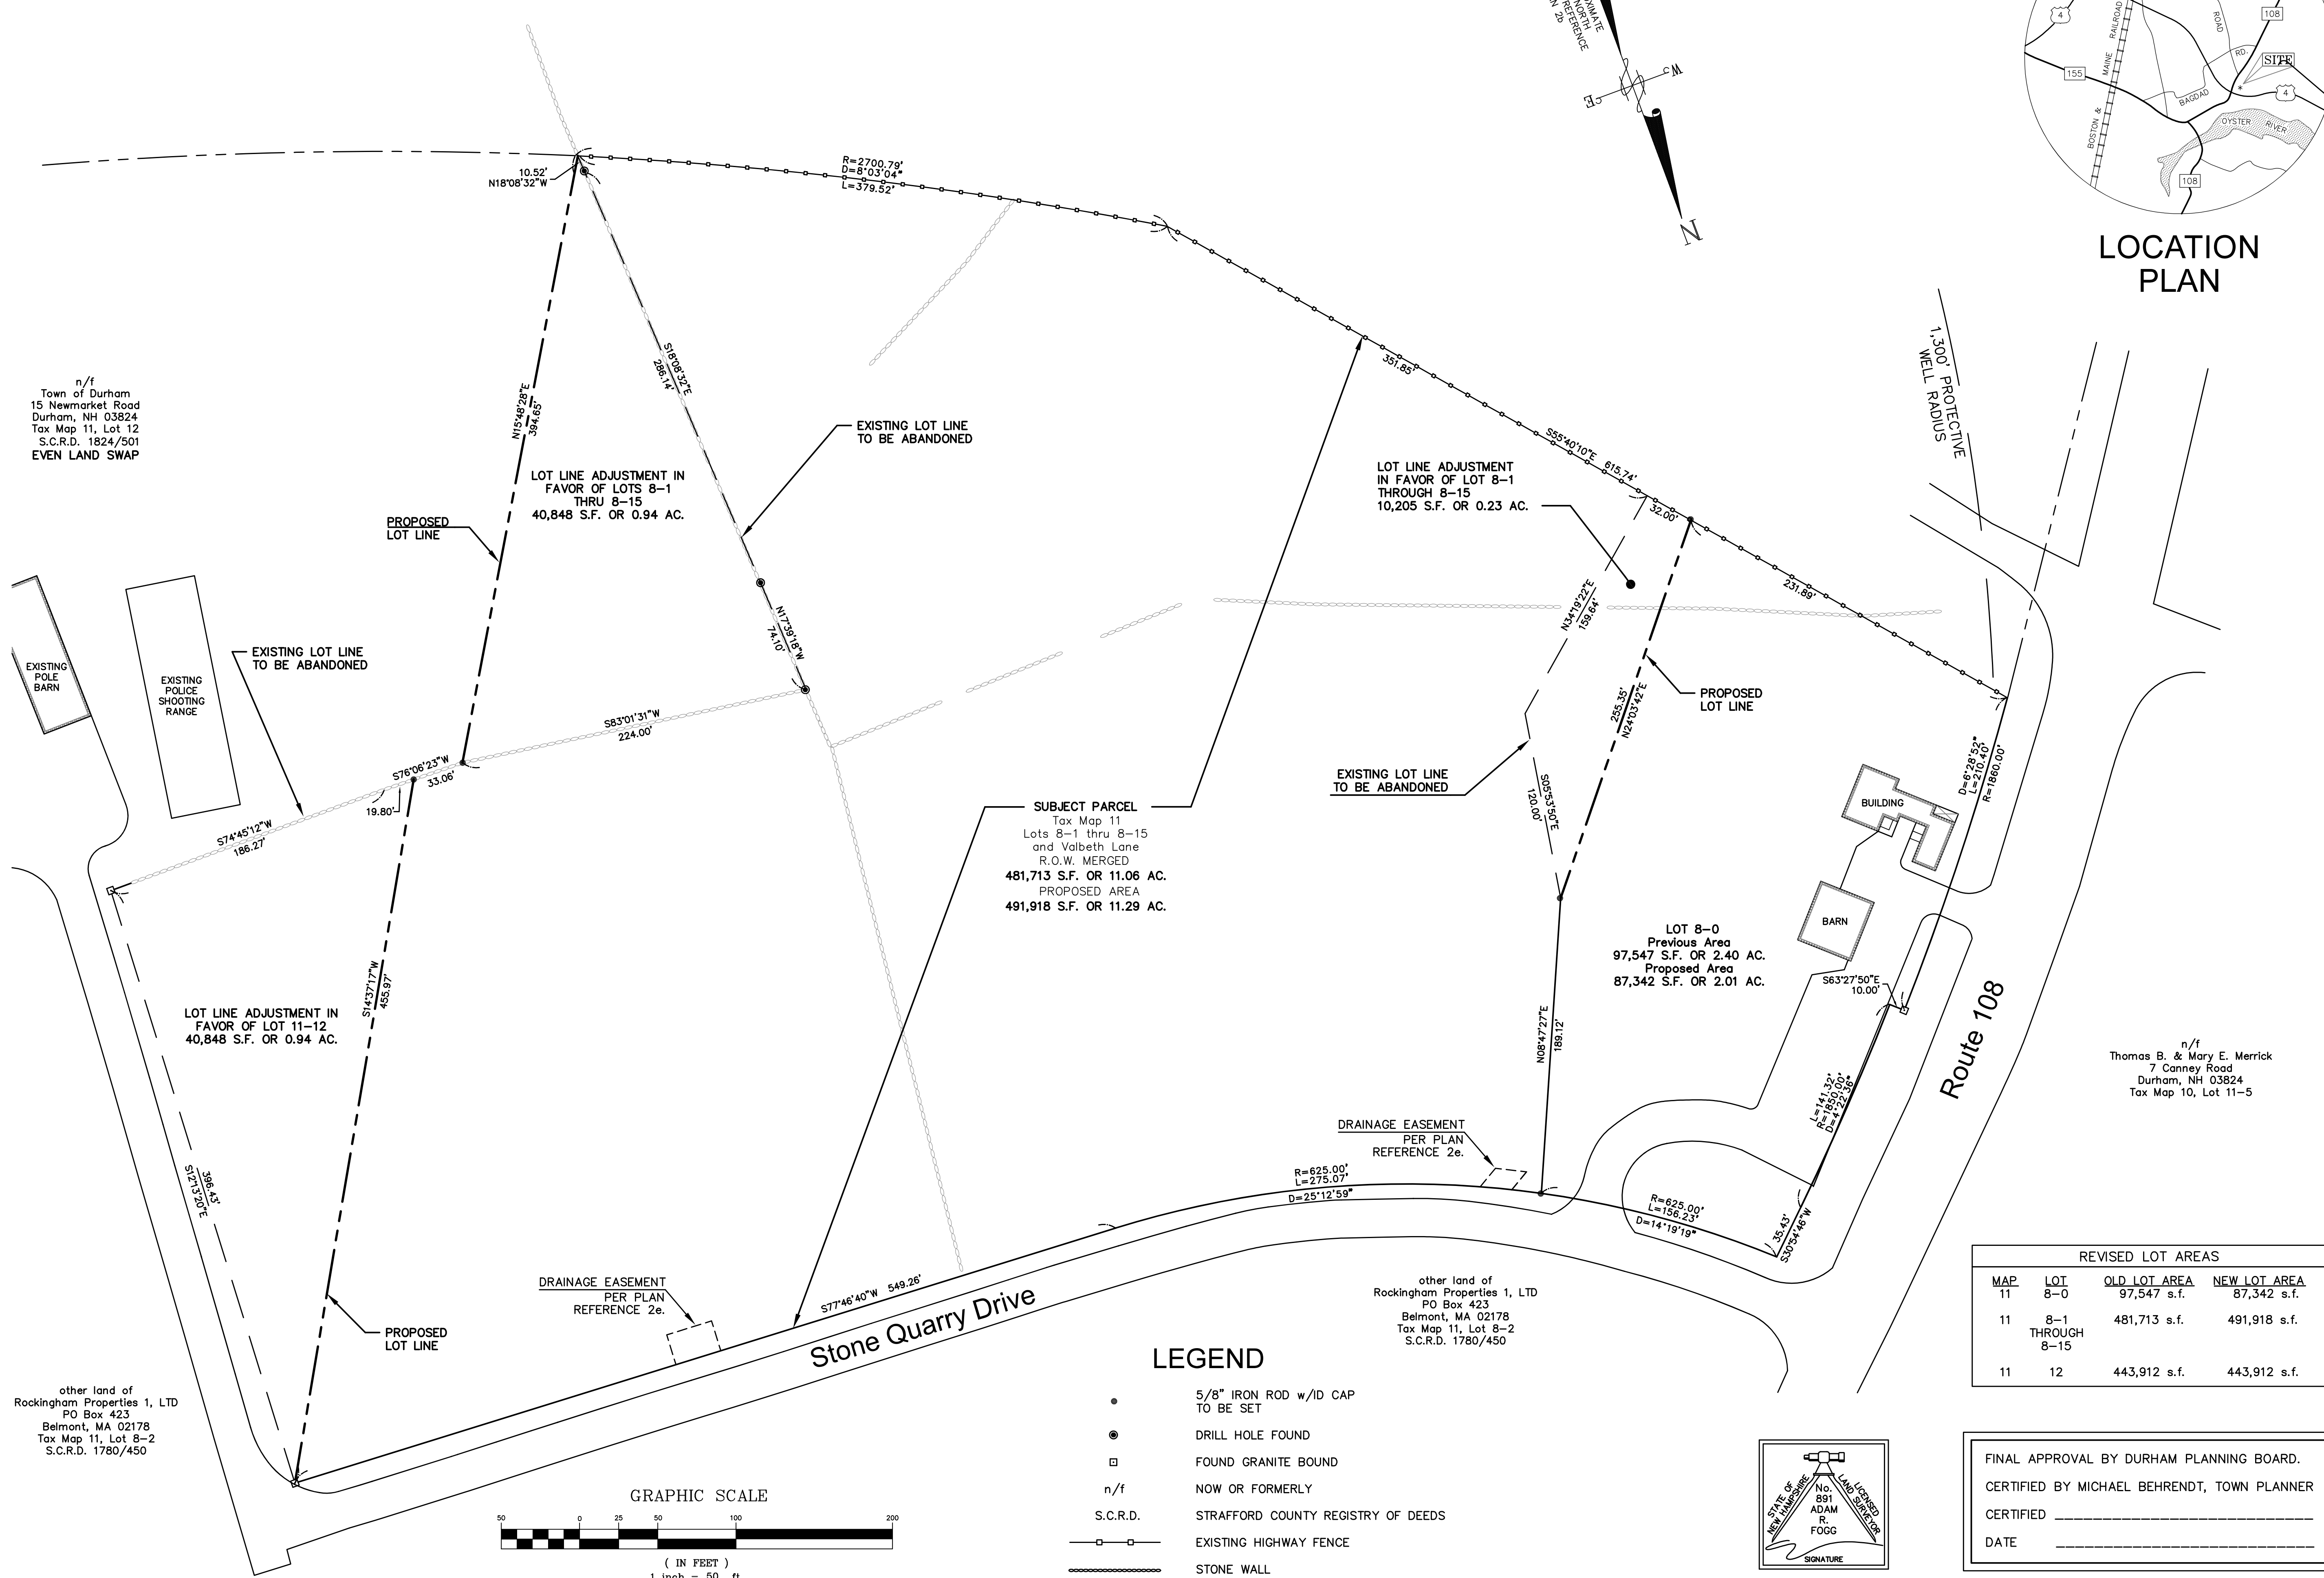 XIMATE
NORTH
REFERENCE
N 2b
W
E
N
4
155
BOSTON &
MAINE
RAILROAD
ROAD
RD.
BAGDAD
108
SITE
4
OYSTER
RIVER
108
LOCATION
PLAN
1,300' PROTECTIVE
WELL RADIUS
10.52'
N18°08'32"W
R=2700.79'
D=8°03'04"
L=379.52'
n/f
Town of Durham
15 Newmarket Road
Durham, NH 03824
Tax Map 11, Lot 12
S.C.R.D. 1824/501
EVEN LAND SWAP
N15°48'28"E
394.65'
S18°08'32"E
286.14'
EXISTING LOT LINE
TO BE ABANDONED
LOT LINE ADJUSTMENT IN
FAVOR OF LOTS 8-1
THRU 8-15
40,848 S.F. OR 0.94 AC.
PROPOSED
LOT LINE
351.85'
S55°40'10"E 615.74'
32.00'
231.89'
LOT LINE ADJUSTMENT
IN FAVOR OF LOT 8-1
THROUGH 8-15
10,205 S.F. OR 0.23 AC.
N34°19'22"E
159.64'
N17°39'18"W
74.10'
EXISTING
POLE
BARN
EXISTING
POLICE
SHOOTING
RANGE
EXISTING LOT LINE
TO BE ABANDONED
255.35'
N24°03'42"E
PROPOSED
LOT LINE
S83°01'31"W
224.00'
S76°06'23"W
33.06'
19.80'
S74°45'12"W
186.27'
EXISTING LOT LINE
TO BE ABANDONED
S05°53'50"E
120.00'
SUBJECT PARCEL
Tax Map 11
Lots 8-1 thru 8-15
and Valbeth Lane
R.O.W. MERGED
481,713 S.F. OR 11.06 AC.
PROPOSED AREA
491,918 S.F. OR 11.29 AC.
D=6°28'52"
L=210.40'
R=1860.00'
BUILDING
BARN
LOT 8-0
Previous Area
97,547 S.F. OR 2.40 AC.
Proposed Area
87,342 S.F. OR 2.01 AC.
S63°27'50"E
10.00'
S14°37'17"W
455.97'
LOT LINE ADJUSTMENT IN
FAVOR OF LOT 11-12
40,848 S.F. OR 0.94 AC.
N08°47'27"E
189.12'
Route 108
n/f
Thomas B. & Mary E. Merrick
7 Canney Road
Durham, NH 03824
Tax Map 10, Lot 11-5
L=141.32'
R=1850.00'
D=4°22'36"
DRAINAGE EASEMENT
PER PLAN
REFERENCE 2e.
R=625.00'
L=275.07'
D=25°12'59"
R=625.00'
L=156.23'
D=14°19'19"
35.43'
S30°54'46"W
396.43'
S12°13'20"E
DRAINAGE EASEMENT
PER PLAN
REFERENCE 2e.
S77°46'40"W 549.26'
Stone Quarry Drive
PROPOSED
LOT LINE
other land of
Rockingham Properties 1, LTD
PO Box 423
Belmont, MA 02178
Tax Map 11, Lot 8-2
S.C.R.D. 1780/450
other land of
Rockingham Properties 1, LTD
PO Box 423
Belmont, MA 02178
Tax Map 11, Lot 8-2
S.C.R.D. 1780/450
REVISED LOT AREAS
MAP LOT OLD LOT AREA NEW LOT AREA
11 8-0 97,547 s.f. 87,342 s.f.
11 8-1 481,713 s.f. 491,918 s.f.
THROUGH
8-15
11 12 443,912 s.f. 443,912 s.f.
LEGEND
5/8" IRON ROD w/ID CAP
TO BE SET
DRILL HOLE FOUND
FOUND GRANITE BOUND
n/f NOW OR FORMERLY
S.C.R.D. STRAFFORD COUNTY REGISTRY OF DEEDS
EXISTING HIGHWAY FENCE
STONE WALL
GRAPHIC SCALE
50 0 25 50 100 200
( IN FEET )
1 inch = 50 ft.
STATE OF
NEW HAMPSHIRE
LICENSED
LAND SURVEYOR
No.
891
ADAM
R.
FOGG
SIGNATURE
FINAL APPROVAL BY DURHAM PLANNING BOARD.
CERTIFIED BY MICHAEL BEHRENDT, TOWN PLANNER
CERTIFIED
DATE